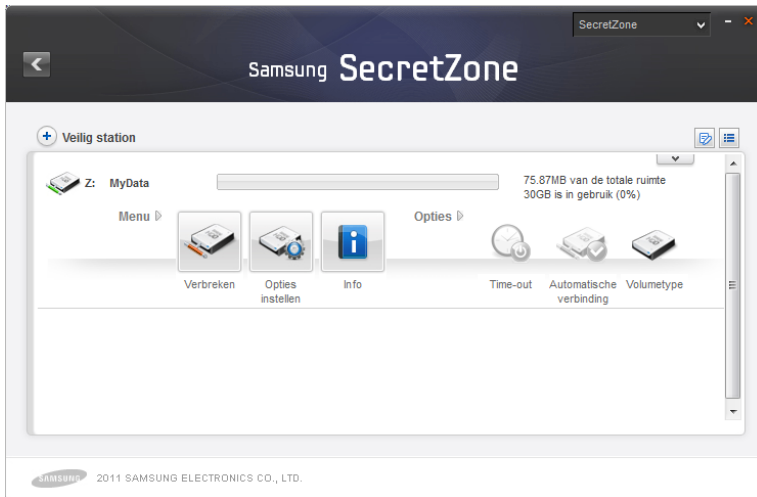 SecretZone
Samsung SecretZone
Veilig station
Z: MyData
75.87MB van de totale ruimte
30GB is in gebruik (0%)
Menu
Opties
Verbreken
Opties
instellen
Info
Time-out
Automatische
verbinding
Volumetype
SAMSUNG 2011 SAMSUNG ELECTRONICS CO., LTD.